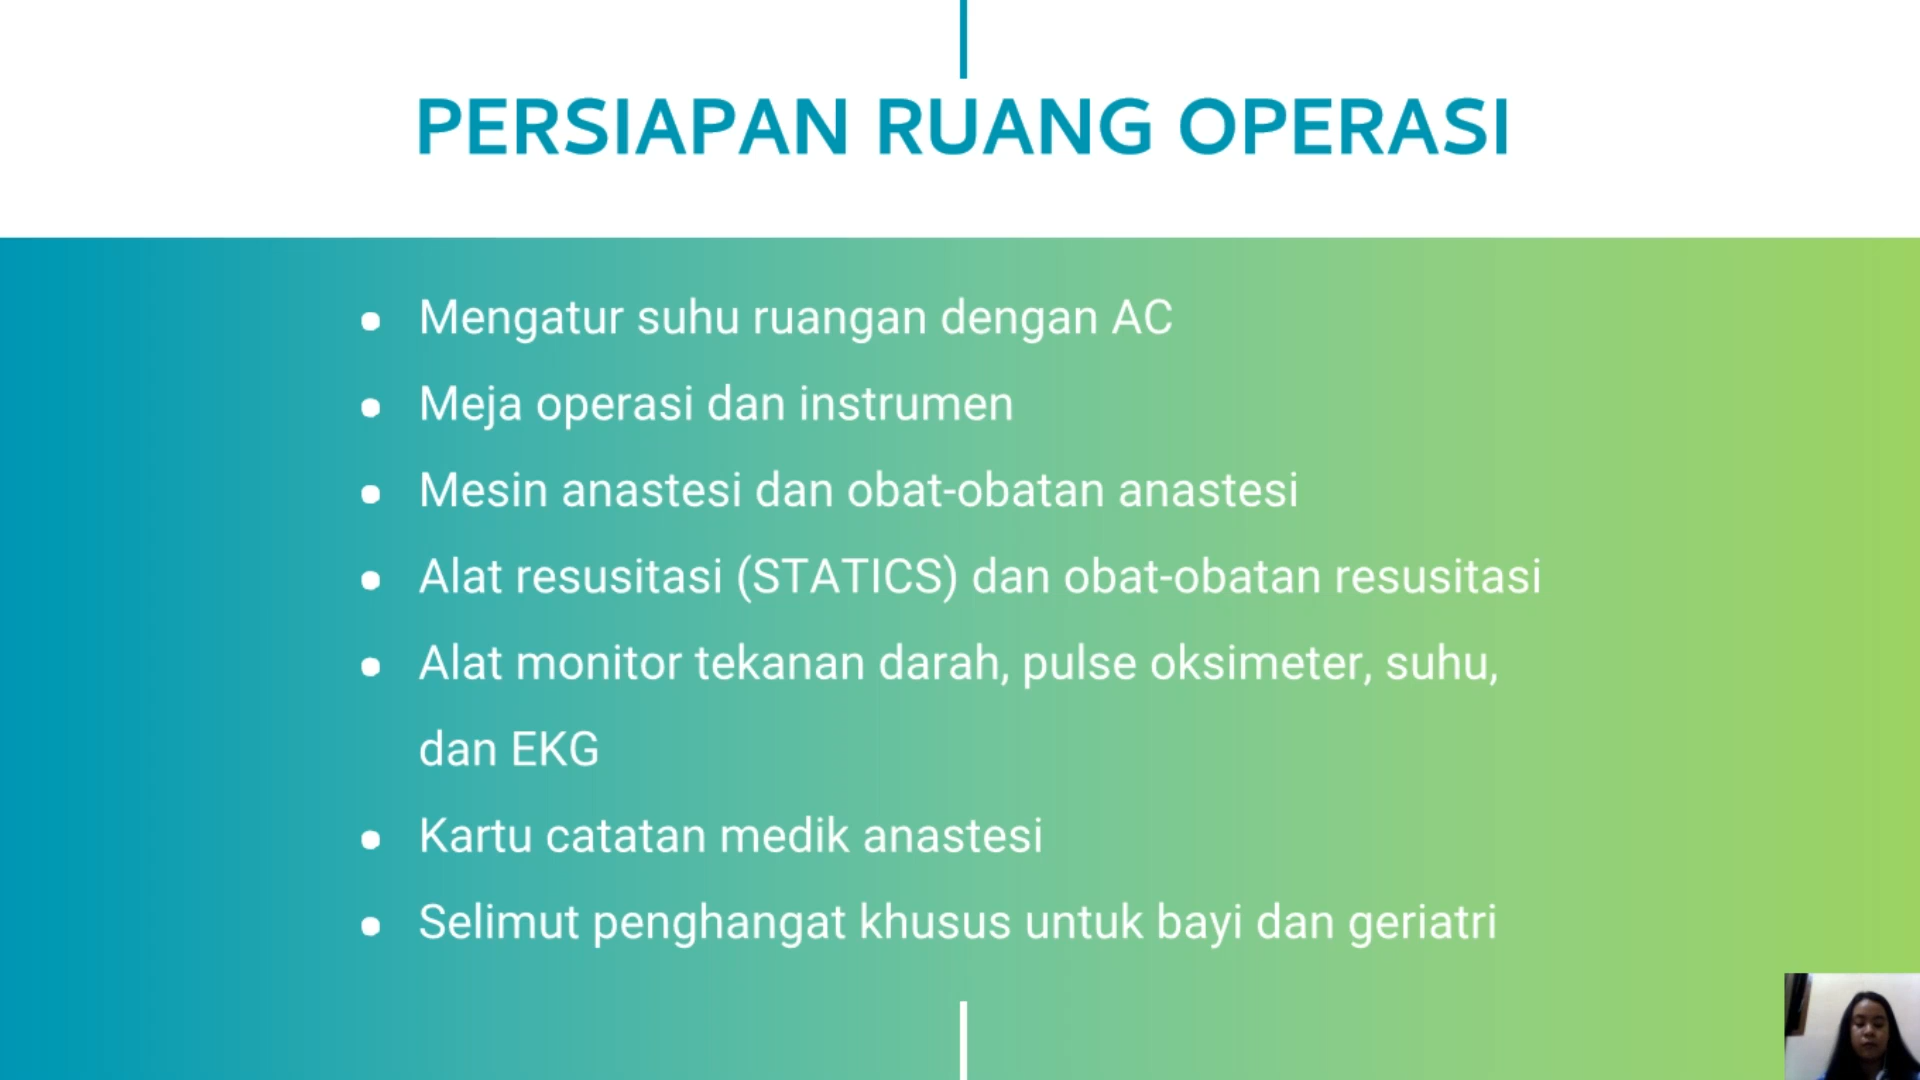 PERSIAPAN RUANG OPERASI
• Mengatur suhu ruangan dengan AC
• Meja operasi dan instrumen
• Mesin anastesi dan obat-obatan anastesi
• Alat resusitasi (STATICS) dan obat-obatan resusitasi
• Alat monitor tekanan darah, pulse oksimeter, suhu,
dan EKG
• Kartu catatan medik anastesi
• Selimut penghangat khusus untuk bayi dan geriatri